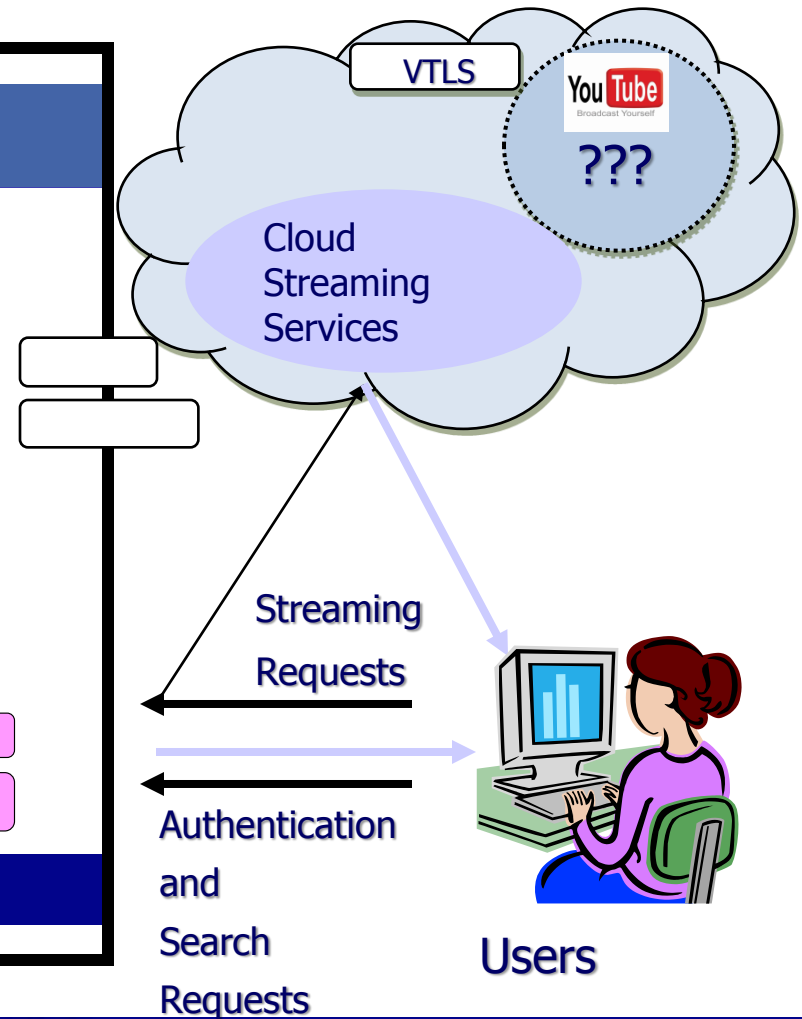 VTLS
You Tube
Broadcast Yourself
???
Cloud
Streaming
Services
Streaming
Requests
Authentication
and
Search
Requests
Users